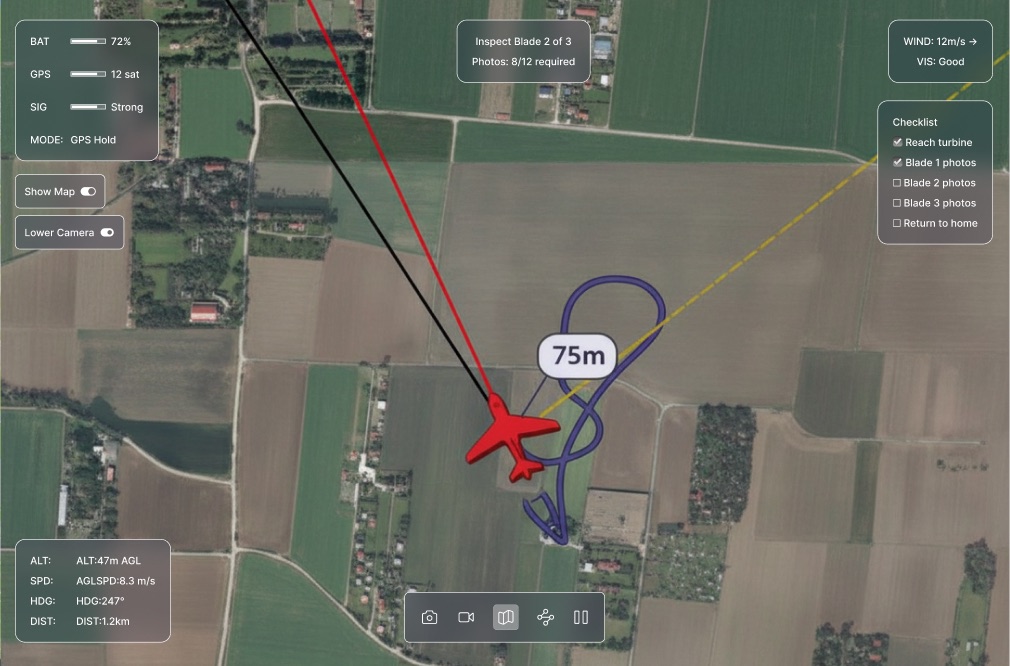 BAT 72%
GPS 12 sat
SIG Strong
MODE: GPS Hold
Show Map
Lower Camera
Inspect Blade 2 of 3
Photos: 8/12 required
WIND: 12m/s →
VIS: Good
Checklist
Reach turbine
Blade 1 photos
Blade 2 photos
Blade 3 photos
Return to home
75m
ALT: ALT:47m AGL
SPD: AGLSPD:8.3 m/s
HDG: HDG:247°
DIST: DIST:1.2km